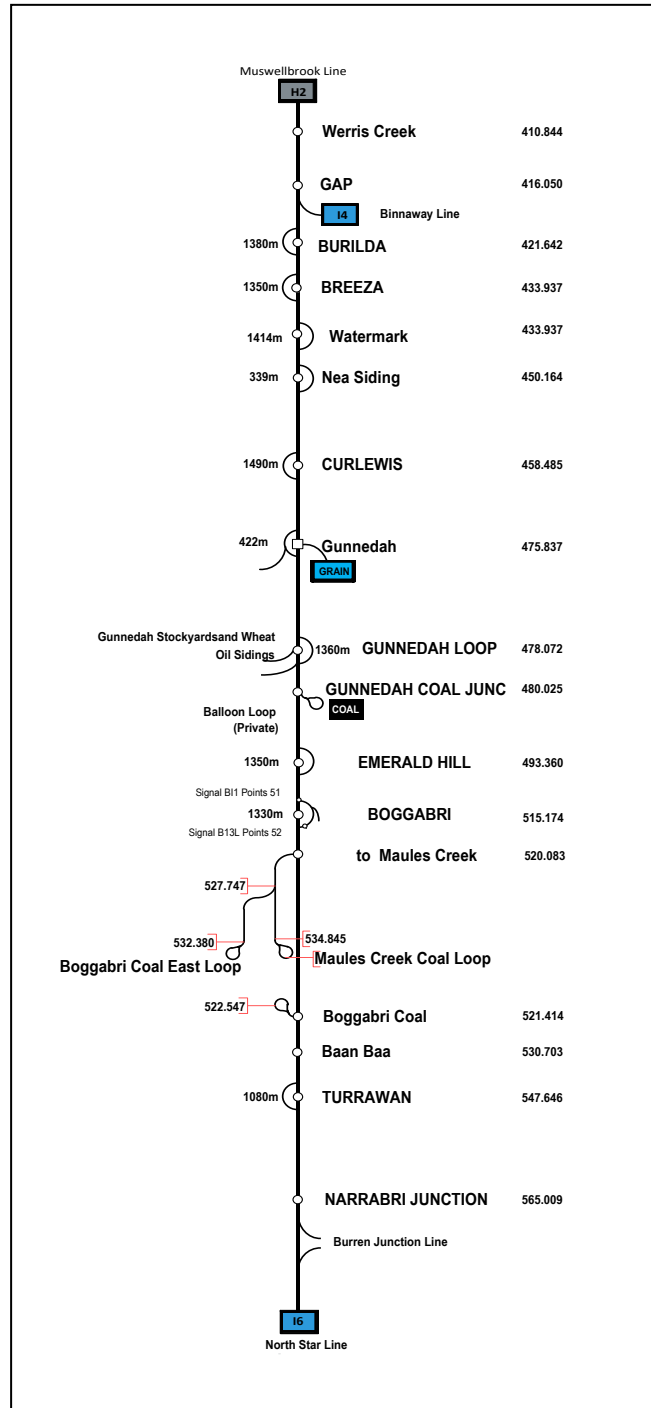 Muswellbrook Line
H2
Werris Creek 410.844
GAP 416.050
I4 Binnaway Line
1380m BURILDA 421.642
1350m BREEZA 433.937
1414m Watermark 433.937
339m Nea Siding 450.164
1490m CURLEWIS 458.485
422m Gunnedah 475.837
GRAIN
Gunnedah Stockyardsand Wheat
Oil Sidings
1360m GUNNEDAH LOOP 478.072
GUNNEDAH COAL JUNC 480.025
COAL
Balloon Loop
(Private)
1350m EMERALD HILL 493.360
Signal BI1 Points 51
1330m BOGGABRI 515.174
Signal B13L Points 52
to Maules Creek 520.083
527.747
532.380 534.845
Boggabri Coal East Loop Maules Creek Coal Loop
522.547
Boggabri Coal 521.414
Baan Baa 530.703
1080m TURRAWAN 547.646
NARRABRI JUNCTION 565.009
Burren Junction Line
I6
North Star Line